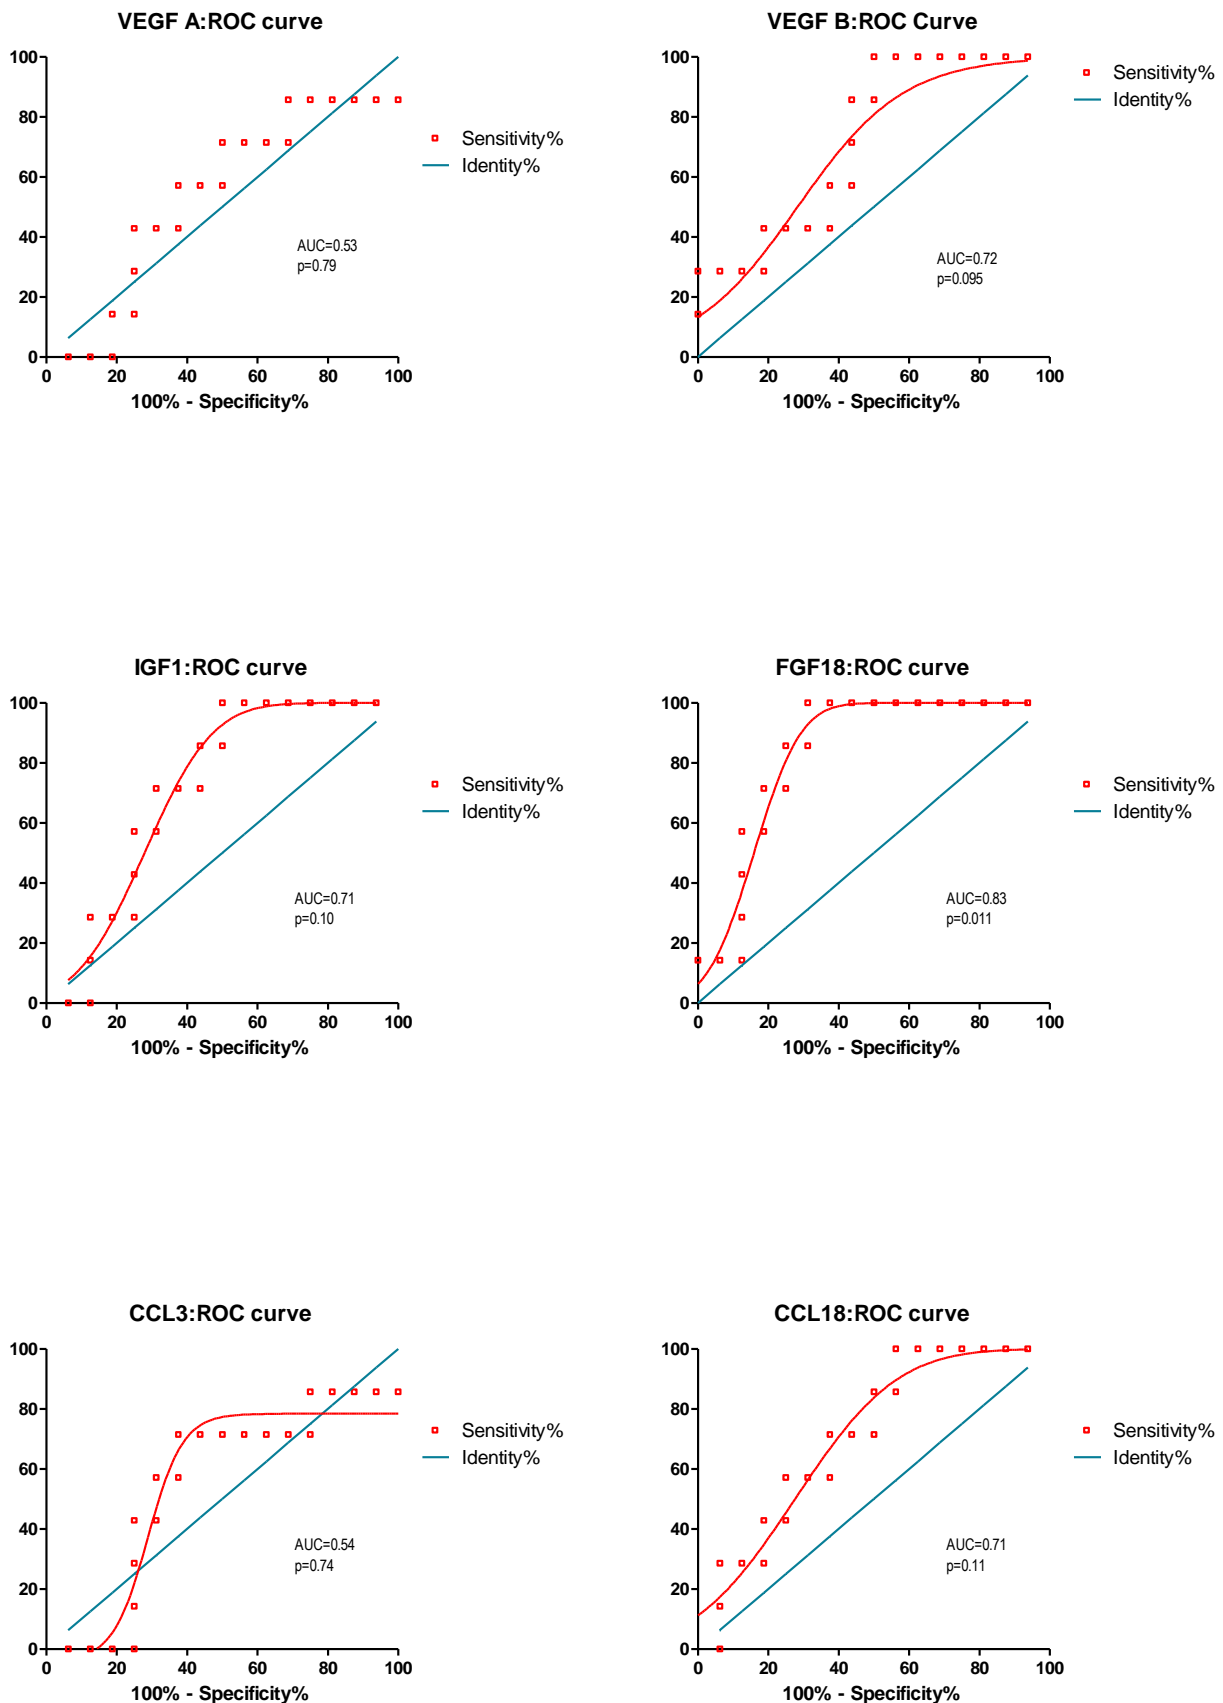 VEGF A:ROC curve
100
80
60
40
20
0
0 20 40 60 80 100
100% - Specificity%
Sensitivity%
Identity%
AUC=0.53
p=0.79
VEGF B:ROC Curve
100
80
60
40
20
0
0 20 40 60 80 100
100% - Specificity%
Sensitivity%
Identity%
AUC=0.72
p=0.095
IGF1:ROC curve
100
80
60
40
20
0
0 20 40 60 80 100
100% - Specificity%
Sensitivity%
Identity%
AUC=0.71
p=0.10
FGF18:ROC curve
100
80
60
40
20
0
0 20 40 60 80 100
100% - Specificity%
Sensitivity%
Identity%
AUC=0.83
p=0.011
CCL3:ROC curve
100
80
60
40
20
0
0 20 40 60 80 100
100% - Specificity%
Sensitivity%
Identity%
AUC=0.54
p=0.74
CCL18:ROC curve
100
80
60
40
20
0
0 20 40 60 80 100
100% - Specificity%
Sensitivity%
Identity%
AUC=0.71
p=0.11